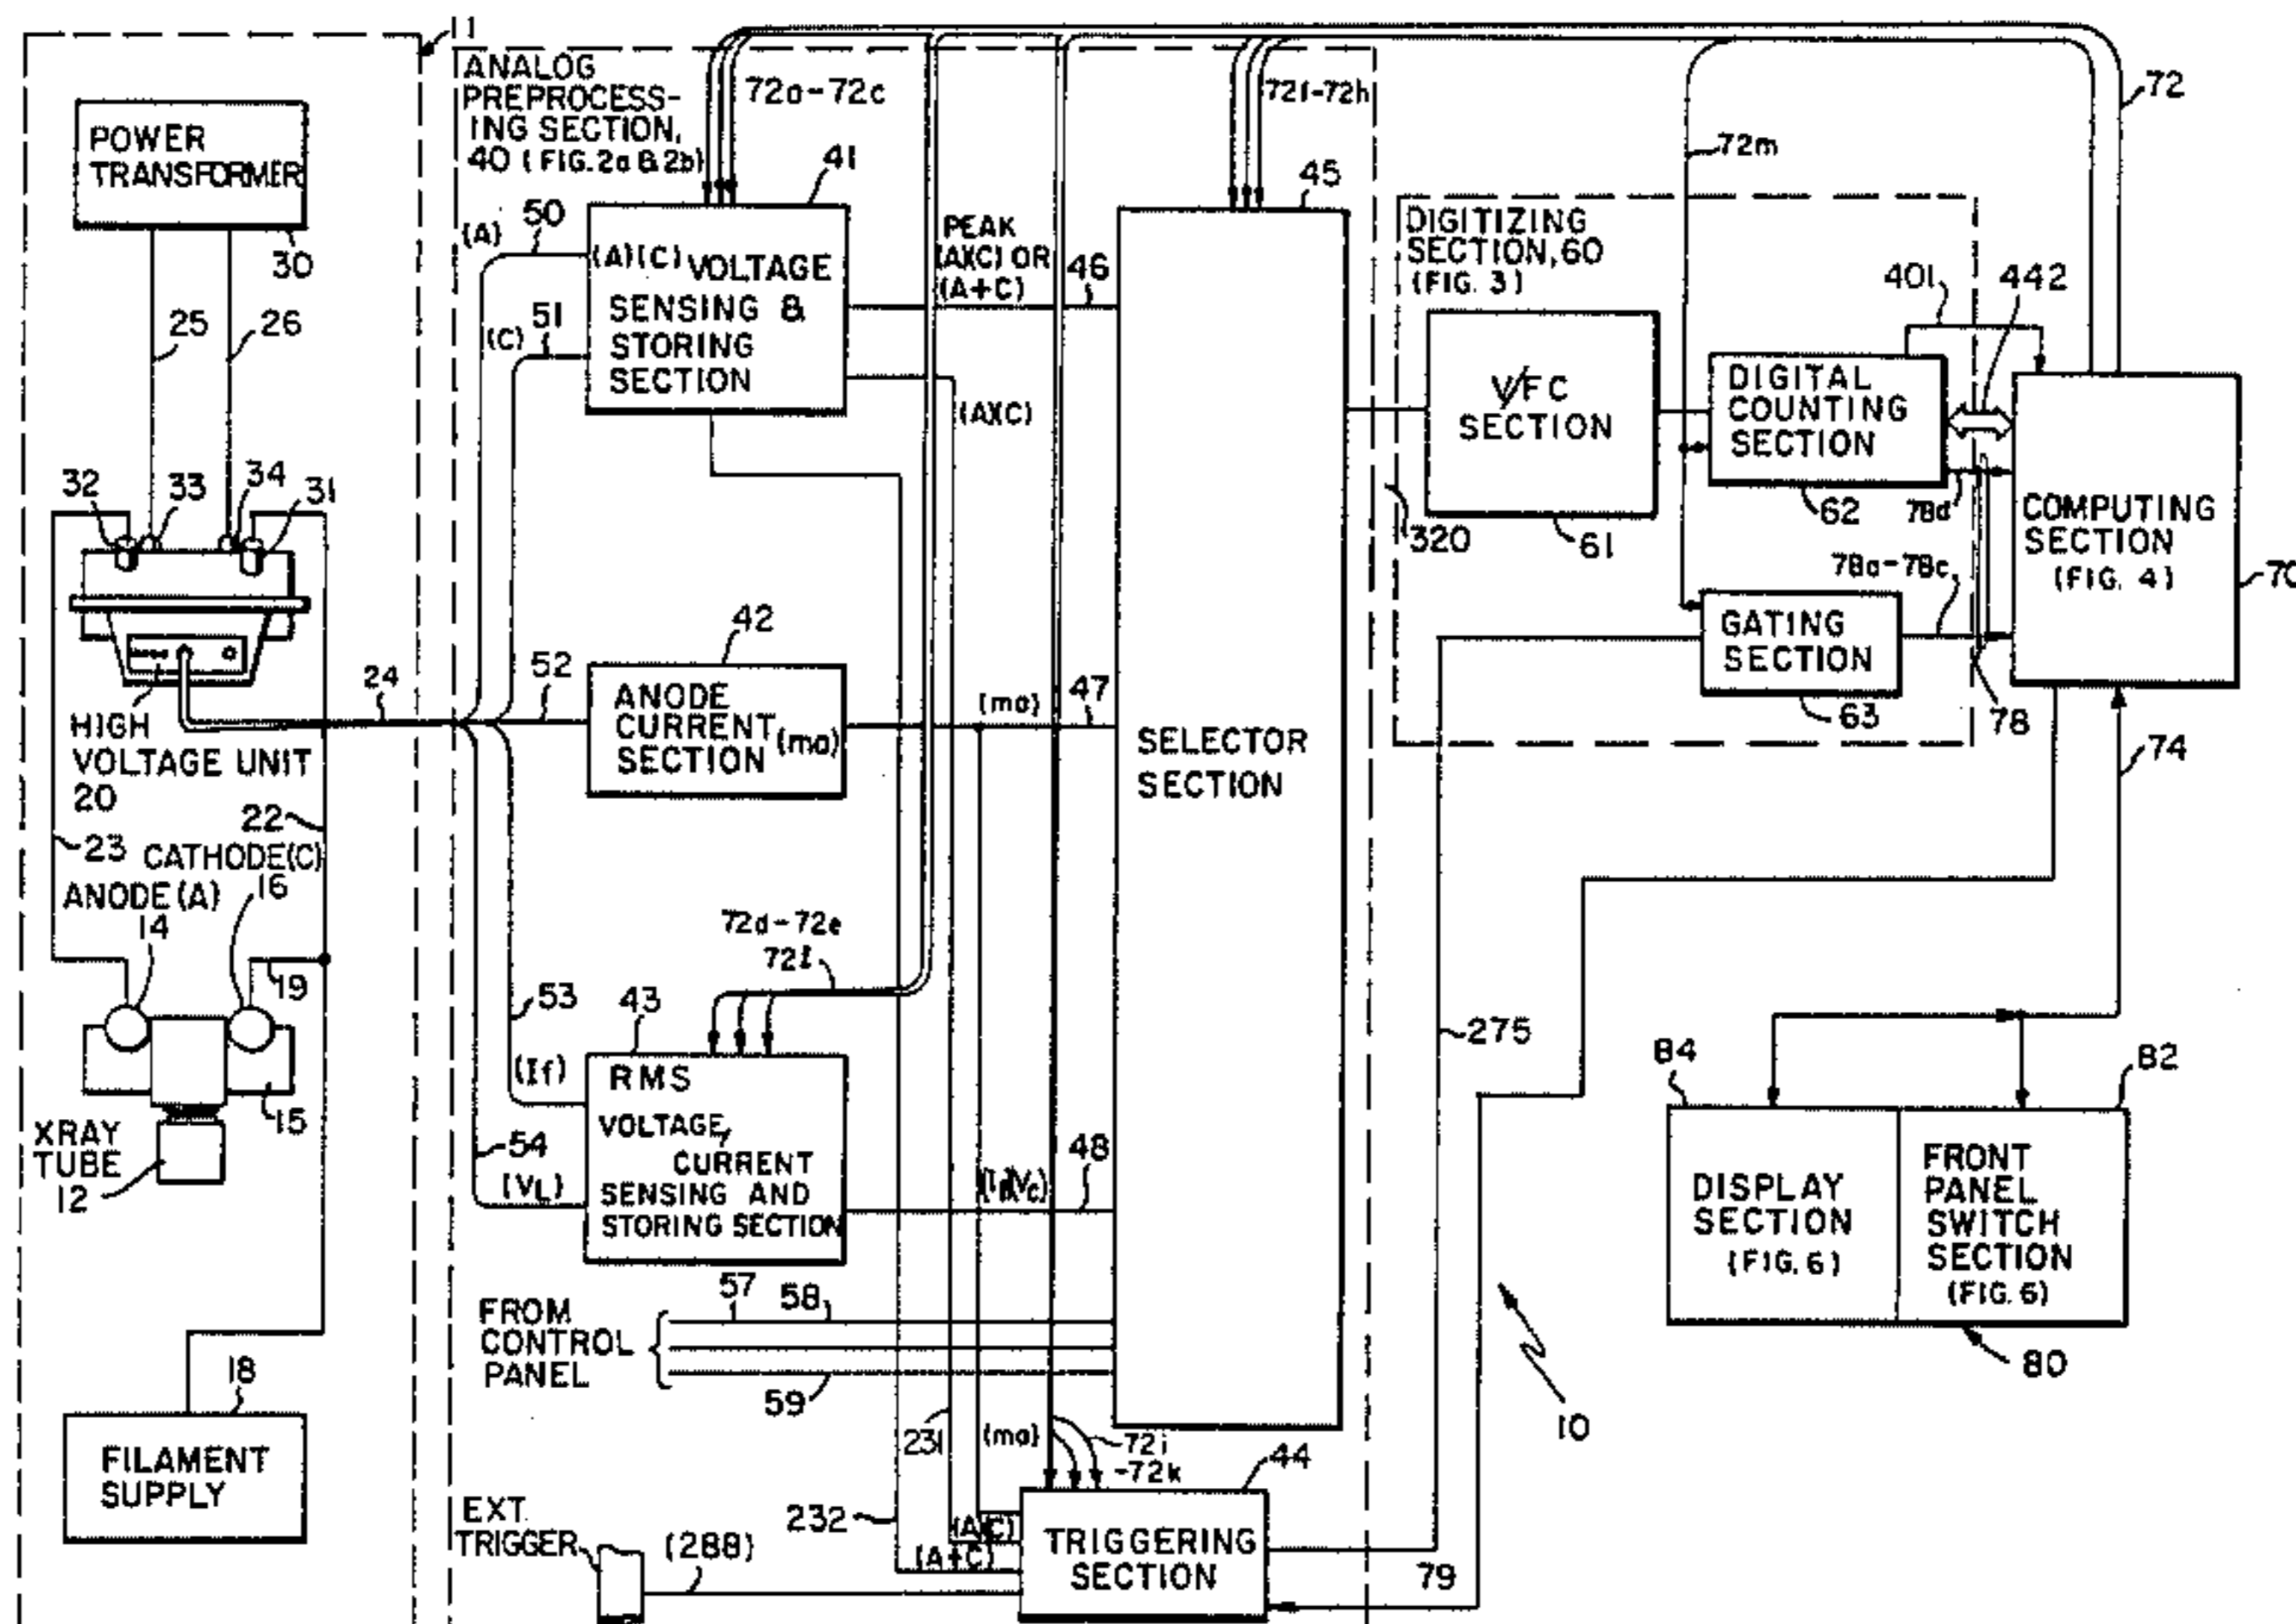 11
POWER
TRANSFORMER
30
25
26
32
33
34
31
24
HIGH
VOLTAGE UNIT
20
22
23
CATHODE(C)
16
ANODE(A)
14
19
15
XRAY
TUBE
12
18
FILAMENT
SUPPLY
ANALOG
PREPROCESS-
ING SECTION,
40 (FIG. 2a & 2b)
72a-72c
41
(A)
50
(C)
51
(A)(C) VOLTAGE
SENSING &
STORING
SECTION
PEAK
(A)(C) OR
(A+C)
46
(A)(C)
42
52
ANODE
CURRENT
SECTION
(ma)
(ma)
47
72d-72e
72l
43
53
(If)
54
(VL)
RMS
VOLTAGE/
CURRENT
SENSING AND
STORING SECTION
48
57
58
FROM
CONTROL
PANEL
59
231
(ma)
72i
-72k
44
232
EXT.
TRIGGER
(288)
(A)(C)
(A+C)
TRIGGERING
SECTION
79
72f-72h
45
SELECTOR
SECTION
320
72
72m
DIGITIZING
SECTION, 60
(FIG. 3)
401
442
V/FC
SECTION
61
DIGITAL
COUNTING
SECTION
62
78d
78a-78c
GATING
SECTION
63
78
COMPUTING
SECTION
(FIG. 4)
70
74
275
84
82
DISPLAY
SECTION
(FIG. 6)
FRONT
PANEL
SWITCH
SECTION
(FIG. 6)
80
10